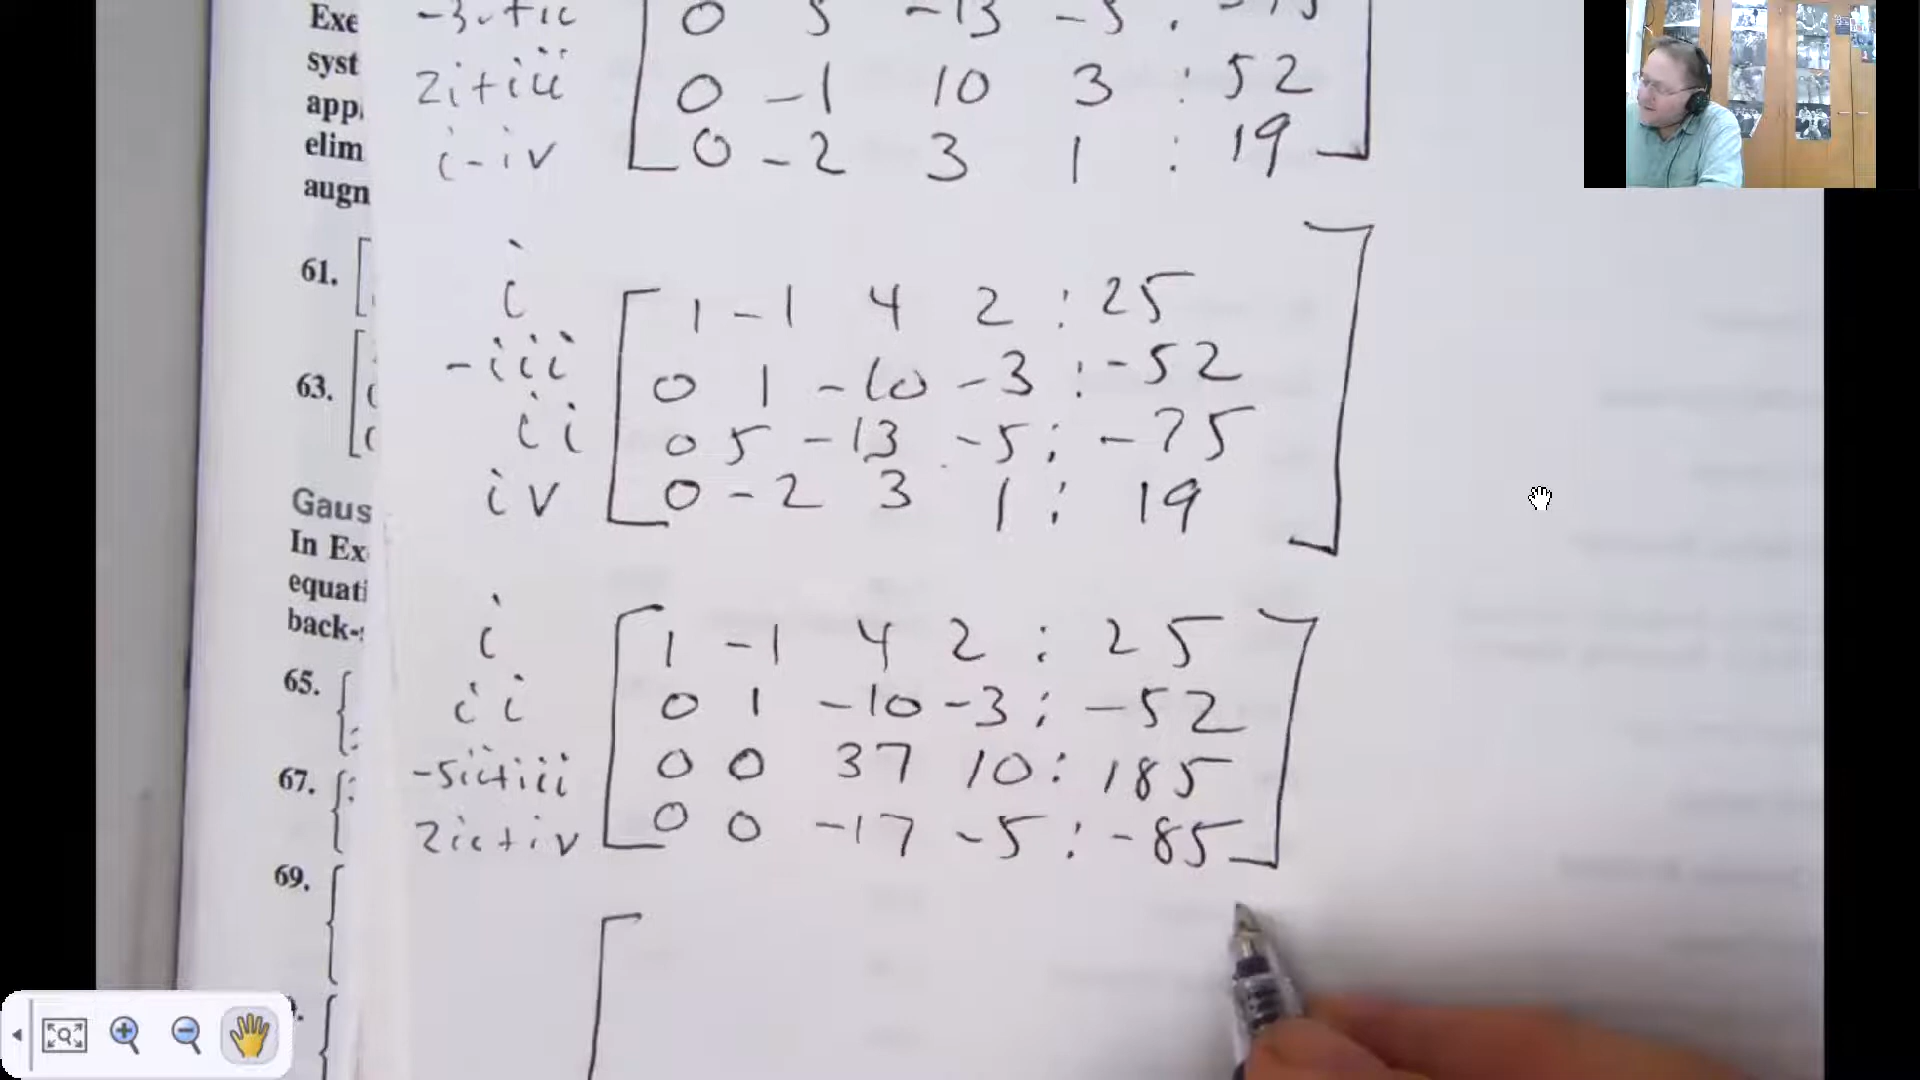 Exe
syst
app
elim
augn
0 5 -13 -5 :
2i+iii 0 -1 10 3 : 52
i-iv 0 -2 3 1 : 19
61.
i 1 -1 4 2 : 25
-iii 0 1 -10 -3 : -52
63.
ii 0 5 -13 -5 : -75
iv 0 -2 3 1 : 19
Gaus
In Ex
equati
back-
i 1 -1 4 2 : 25
65.
ii 0 1 -10 -3 : -52
67.
-5ii+iii 0 0 37 10 : 185
2ii+iv 0 0 -17 -5 : -85
69.